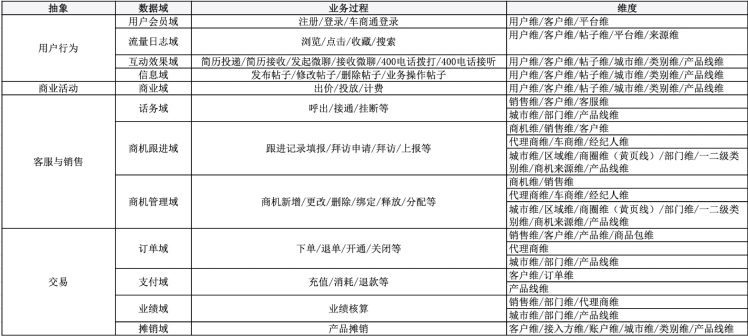 抽象 数据域 业务过程 维度
用户行为
用户会员域 注册/登录/车商通登录 用户维/客户维/平台维
流量日志域 浏览/点击/收藏/搜索 用户维/客户维/帖子维/平台维/来源维
互动效果域 简历投递/简历接收/发起微聊/接收微聊/400电话拨打/400电话接听 用户维/客户维/帖子维/城市维/类别维/产品线维
信息域 发布帖子/修改帖子/删除帖子/业务操作帖子 用户维/客户维/帖子维/城市维/类别维/产品线维
商业活动 商业域 出价/投放/计费 用户维/客户维/帖子维/城市维/类别维/产品线维
客服与销售
话务域 呼出/接通/挂断等 销售维/客户维/客服维
城市维/部门维/产品线维
商机跟进域 跟进记录填报/拜访申请/拜访/上报等 商机维/销售维/客户维
代理商维/车商维/经纪人维
城市维/区域维/商圈维（黄页线）/部门维/一二级类
别维/商机来源维/产品线维
商机管理域 商机新增/更改/删除/绑定/释放/分配等 商机维/销售维
代理商维/车商维/经纪人维
城市维/区域维/商圈维（黄页线）/部门维/一二级类
别维/商机来源维/产品线维
交易
订单域 下单/退单/开通/关闭等 销售维/客户维/产品维/商品包维
代理商维
城市维/部门维/产品线维
支付域 充值/消耗/退款等 客户维/订单维
产品线维
业绩域 业绩核算 销售维/部门维/代理商维
城市维/部门维/产品线维
摊销域 产品摊销 客户维/接入方维/账户维/城市维/类别维/产品线维